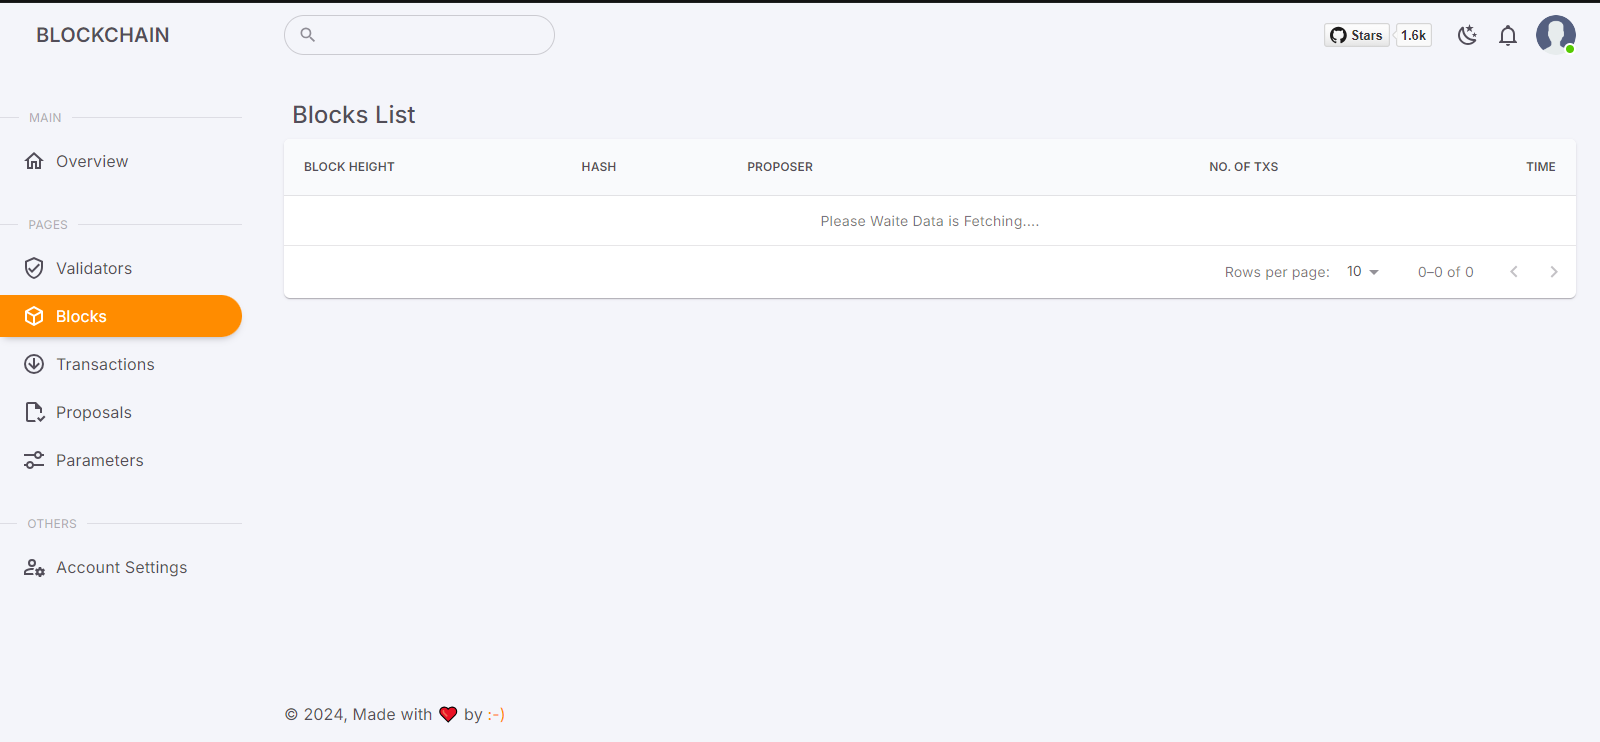 BLOCKCHAIN
Stars 1.6k
MAIN
Overview
PAGES
Validators
Blocks
Transactions
Proposals
Parameters
OTHERS
Account Settings
Blocks List
BLOCK HEIGHT HASH PROPOSER NO. OF TXS TIME
Please Waite Data is Fetching....
Rows per page: 10 0–0 of 0
© 2024, Made with ❤️ by :-)